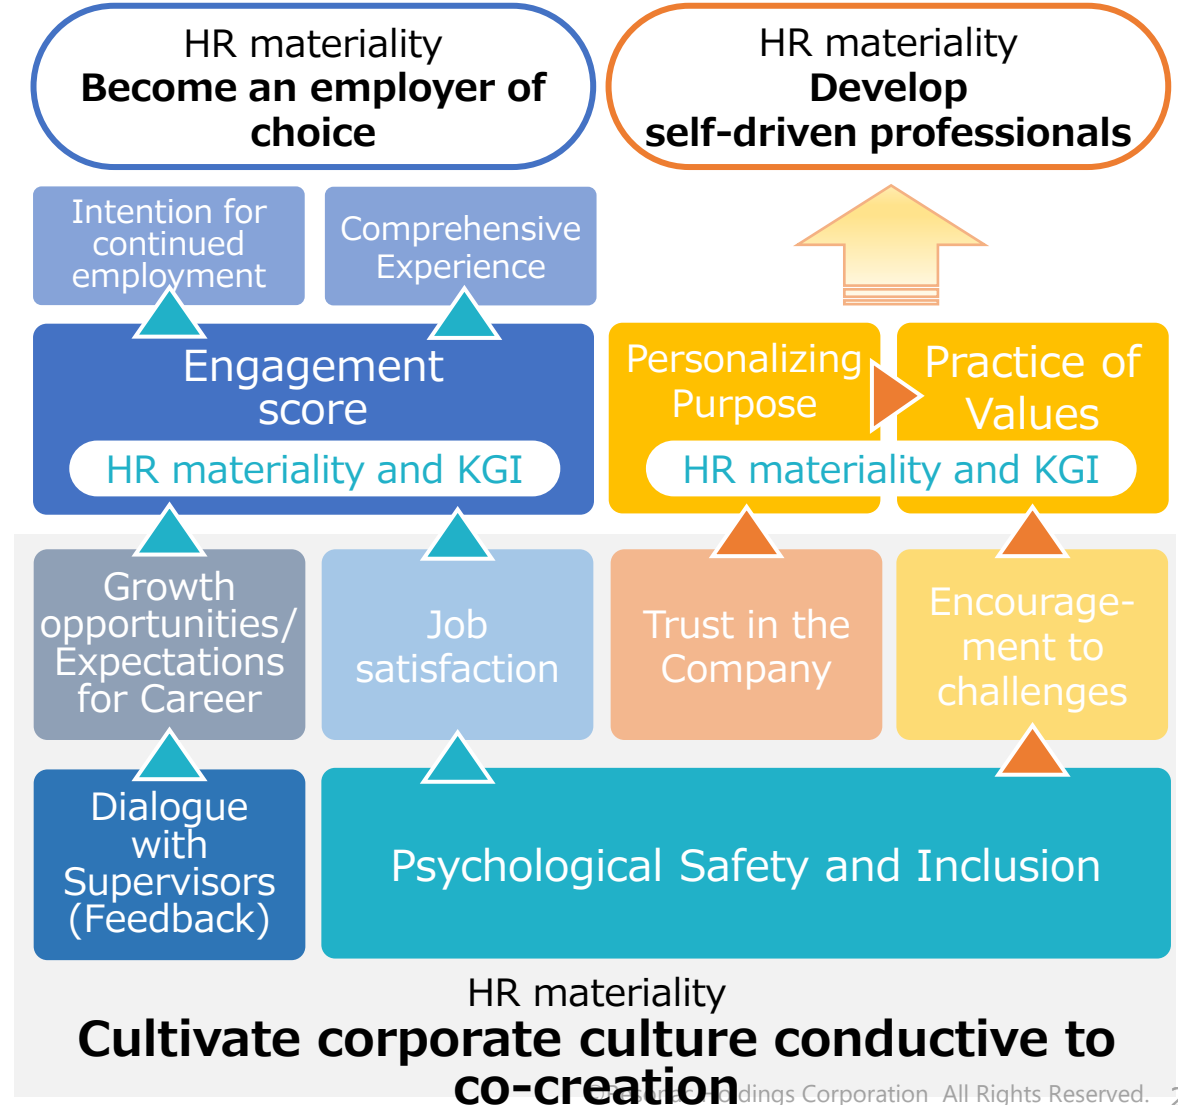 HR materiality
Become an employer of
choice
HR materiality
Develop
self-driven professionals
Intention for
continued
employment
Comprehensive
Experience
Engagement
score
HR materiality and KGI
Personalizing
Purpose
Practice of
Values
HR materiality and KGI
Growth
opportunities/
Expectations
for Career
Job
satisfaction
Trust in the
Company
Encourage-
ment to
challenges
Dialogue
with
Supervisors
(Feedback)
Psychological Safety and Inclusion
HR materiality
Cultivate corporate culture conductive to
co-creation
Holdings Corporation All Rights Reserved.